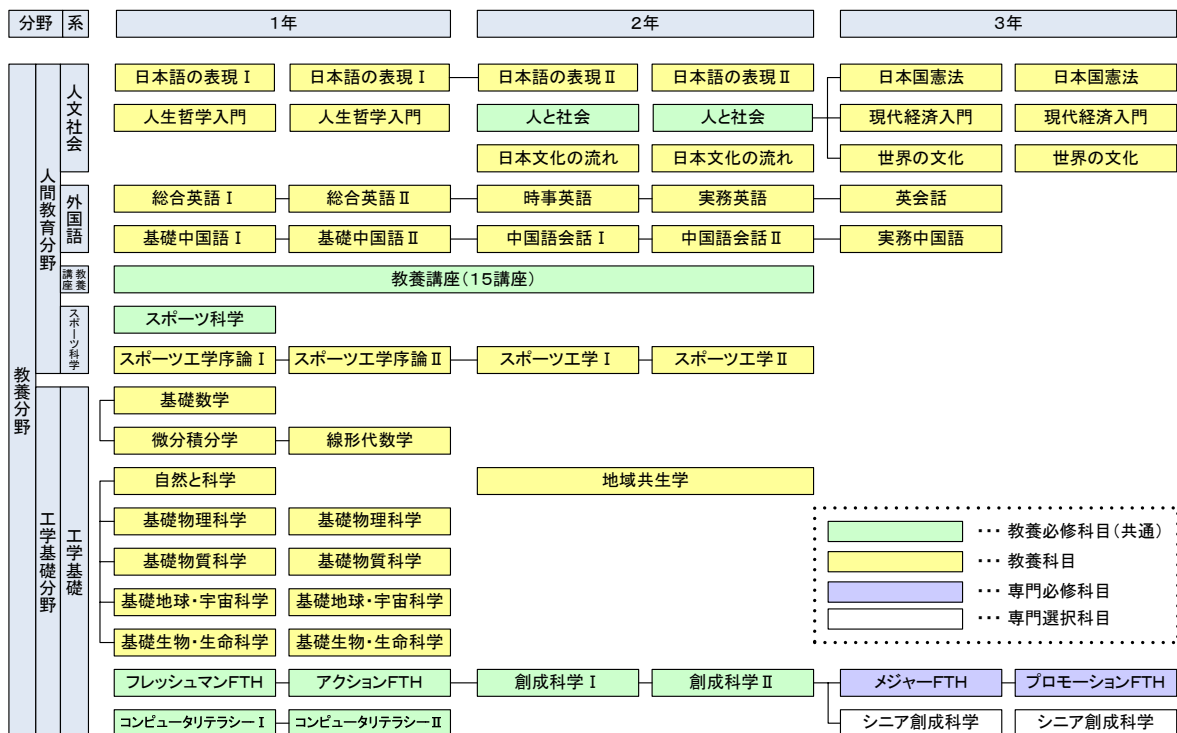 分野 系 1年 2年 3年
教養分野
人間教育分野
人文社会
日本語の表現Ⅰ 日本語の表現Ⅰ 日本語の表現Ⅱ 日本語の表現Ⅱ 日本国憲法 日本国憲法
人生哲学入門 人生哲学入門 人と社会 人と社会 現代経済入門 現代経済入門
日本文化の流れ 日本文化の流れ 世界の文化 世界の文化
外国語
総合英語Ⅰ 総合英語Ⅱ 時事英語 実務英語 英会話
基礎中国語Ⅰ 基礎中国語Ⅱ 中国語会話Ⅰ 中国語会話Ⅱ 実務中国語
教養講座
教養講座(15講座)
スポーツ科学
スポーツ科学
スポーツ工学序論Ⅰ スポーツ工学序論Ⅱ スポーツ工学Ⅰ スポーツ工学Ⅱ
工学基礎分野
工学基礎
基礎数学
微分積分学 線形代数学
自然と科学 地域共生学
基礎物理科学 基礎物理科学
基礎物質科学 基礎物質科学
基礎地球・宇宙科学 基礎地球・宇宙科学
基礎生物・生命科学 基礎生物・生命科学
フレッシュマンFTH アクションFTH 創成科学Ⅰ 創成科学Ⅱ メジャーFTH プロモーションFTH
コンピュータリテラシーⅠ コンピュータリテラシーⅡ シニア創成科学 シニア創成科学
… 教養必修科目(共通)
… 教養科目
… 専門必修科目
… 専門選択科目